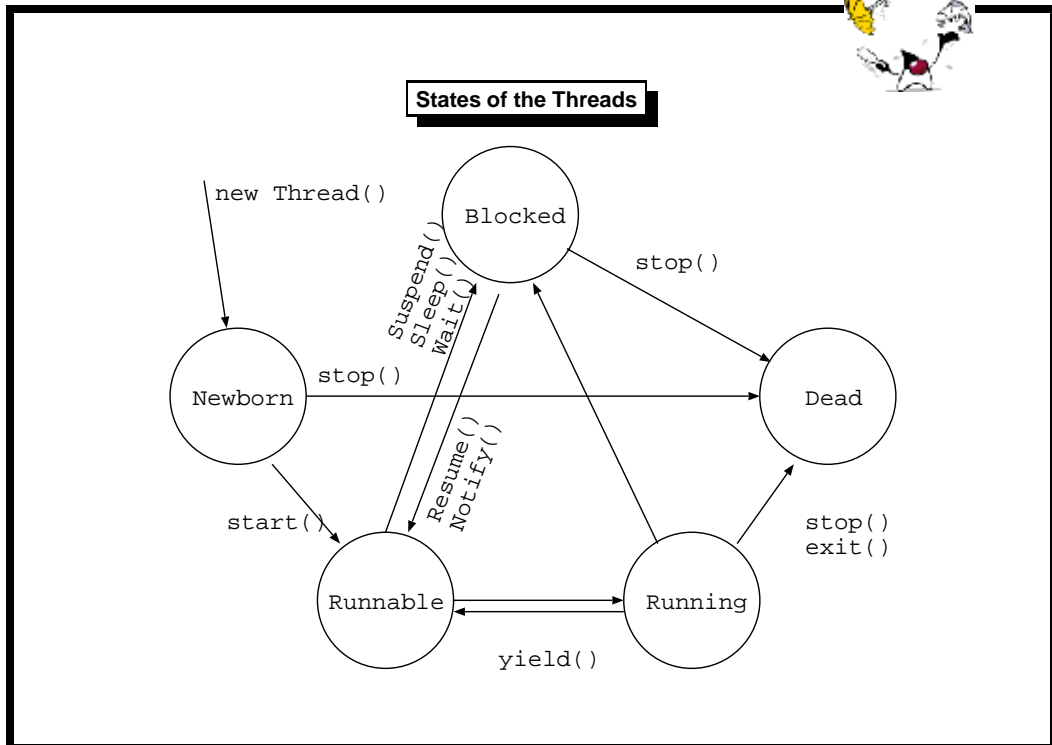 States of the Threads
new Thread()
Blocked
Suspend()
Sleep()
Wait()
stop()
Newborn
stop()
Dead
Resume()
Notify()
start()
stop()
exit()
Runnable
Running
yield()